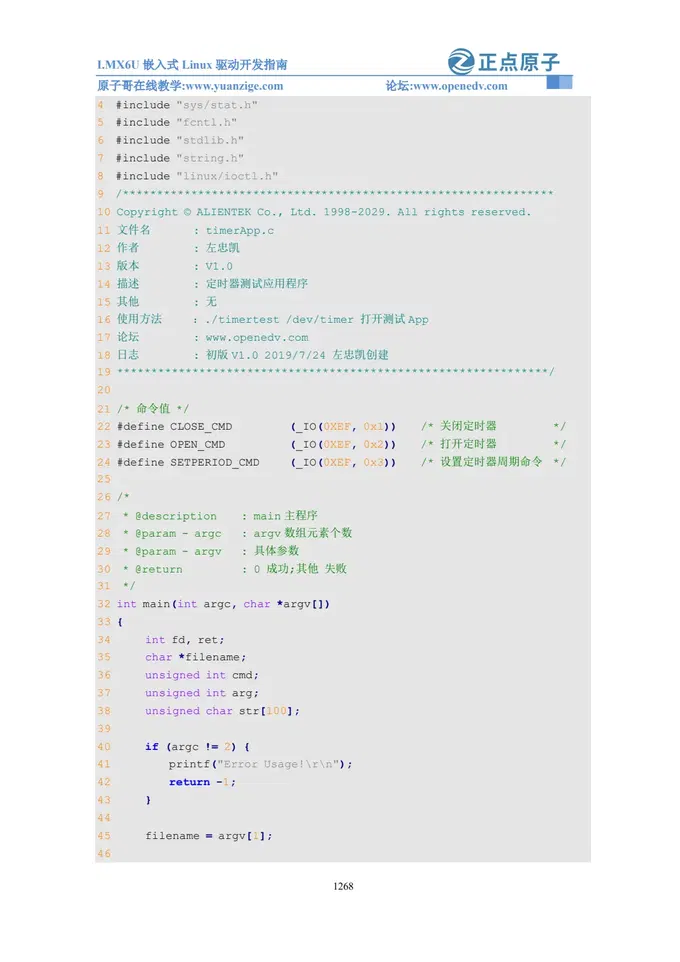 I.MX6U 嵌入式 Linux 驱动开发指南
正点原子
原子哥在线教学:www.yuanzige.com 论坛:www.openedv.com
4 #include "sys/stat.h"
5 #include "fcntl.h"
6 #include "stdlib.h"
7 #include "string.h"
8 #include "linux/ioctl.h"
9 /***************************************************************
10 Copyright © ALIENTEK Co., Ltd. 1998-2029. All rights reserved.
11 文件名 : timerApp.c
12 作者 : 左忠凯
13 版本 : V1.0
14 描述 : 定时器测试应用程序
15 其他 : 无
16 使用方法 : ./timertest /dev/timer 打开测试 App
17 论坛 : www.openedv.com
18 日志 : 初版 V1.0 2019/7/24 左忠凯创建
19 ***************************************************************/
20
21 /* 命令值 */
22 #define CLOSE_CMD (_IO(0XEF, 0x1)) /* 关闭定时器 */
23 #define OPEN_CMD (_IO(0XEF, 0x2)) /* 打开定时器 */
24 #define SETPERIOD_CMD (_IO(0XEF, 0x3)) /* 设置定时器周期命令 */
25
26 /*
27 * @description : main 主程序
28 * @param - argc : argv 数组元素个数
29 * @param - argv : 具体参数
30 * @return : 0 成功;其他 失败
31 */
32 int main(int argc, char *argv[])
33 {
34 int fd, ret;
35 char *filename;
36 unsigned int cmd;
37 unsigned int arg;
38 unsigned char str[100];
39
40 if (argc != 2) {
41 printf("Error Usage!\r\n");
42 return -1;
43 }
44
45 filename = argv[1];
46
1268